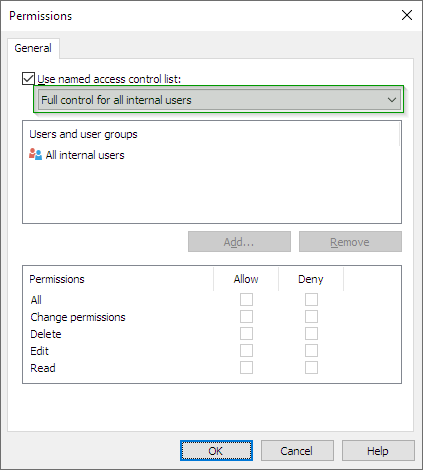 Permissions
General
Use named access control list:
Full control for all internal users
Users and user groups
All internal users
Add... Remove
Permissions Allow Deny
All
Change permissions
Delete
Edit
Read
OK Cancel Help